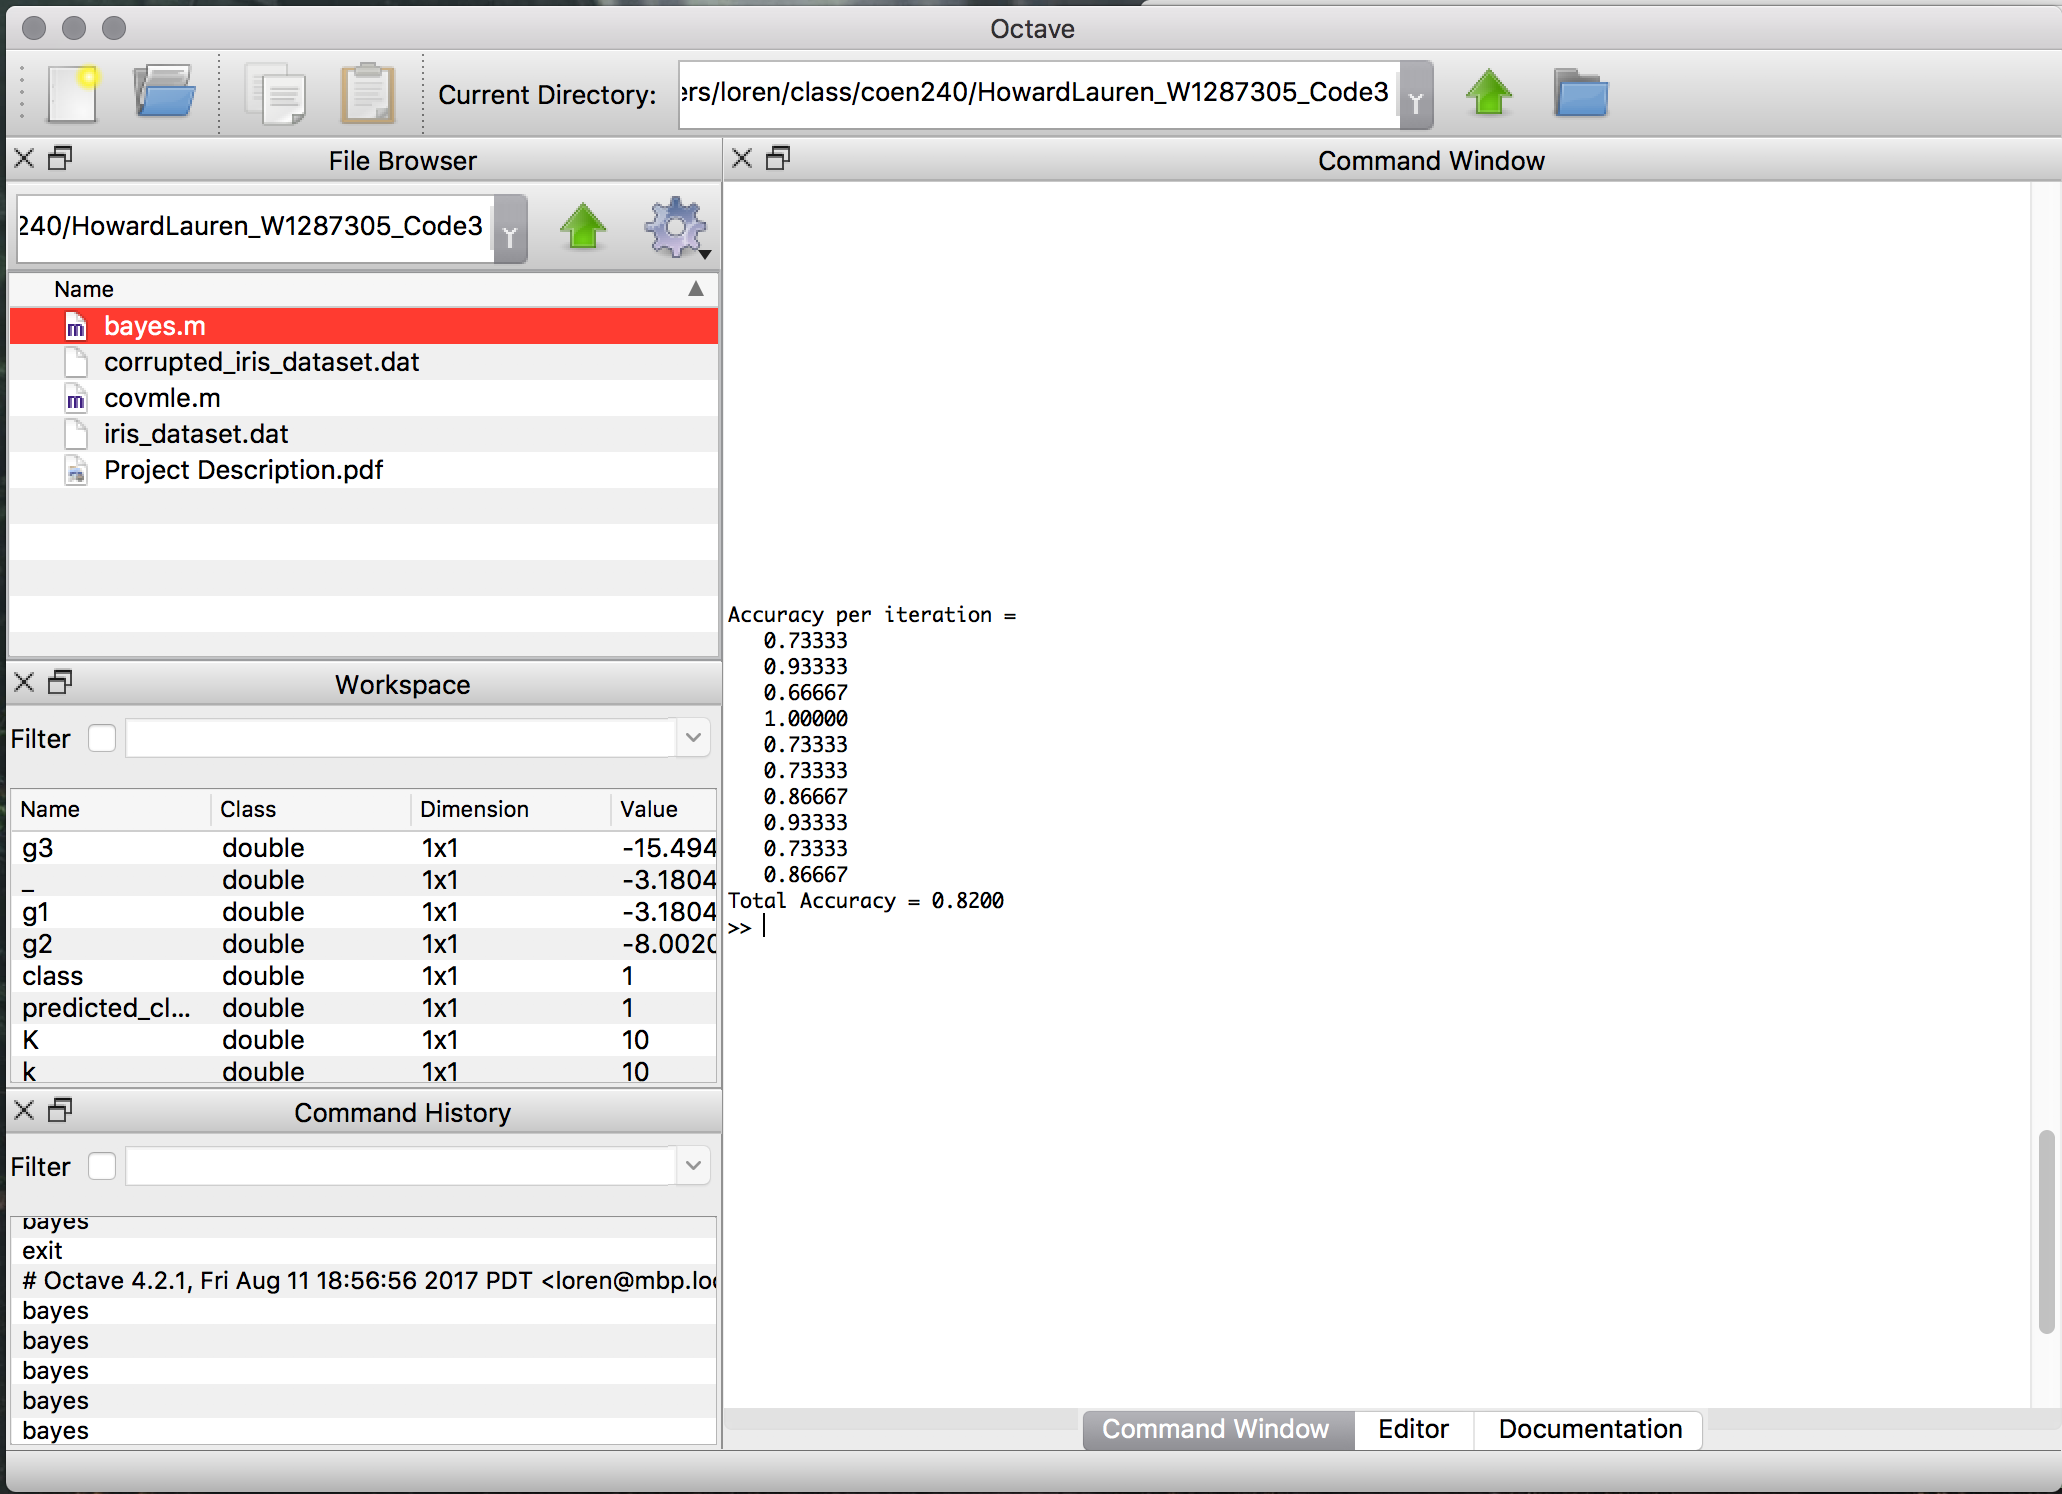 Octave
Current Directory: ers/loren/class/coen240/HowardLauren_W1287305_Code3
File Browser
240/HowardLauren_W1287305_Code3
Name
bayes.m
corrupted_iris_dataset.dat
covmle.m
iris_dataset.dat
Project Description.pdf
Workspace
Filter
Name Class Dimension Value
g3 double 1x1 -15.494
_ double 1x1 -3.1804
g1 double 1x1 -3.1804
g2 double 1x1 -8.0020
class double 1x1 1
predicted_cl... double 1x1 1
K double 1x1 10
k double 1x1 10
Command History
Filter
bayes
exit
# Octave 4.2.1, Fri Aug 11 18:56:56 2017 PDT <loren@mbp.loc
bayes
bayes
bayes
bayes
bayes
Command Window
Accuracy per iteration =
0.73333
0.93333
0.66667
1.00000
0.73333
0.73333
0.86667
0.93333
0.73333
0.86667
Total Accuracy = 0.8200
>>
Command Window Editor Documentation